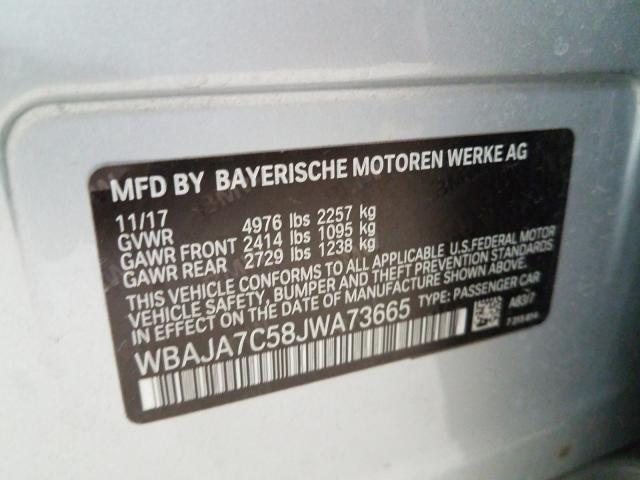 MFD BY BAYERISCHE MOTOREN WERKE AG
11/17
GVWR 4976 lbs 2257 kg
GAWR FRONT 2414 lbs 1095 kg
GAWR REAR 2729 lbs 1238 kg
THIS VEHICLE CONFORMS TO ALL APPLICABLE U.S.FEDERAL MOTOR
VEHICLE SAFETY, BUMPER AND THEFT PREVENTION STANDARDS
IN EFFECT ON THE DATE OF MANUFACTURE SHOWN ABOVE.
WBAJA7C58JWA73665 TYPE: PASSENGER CAR